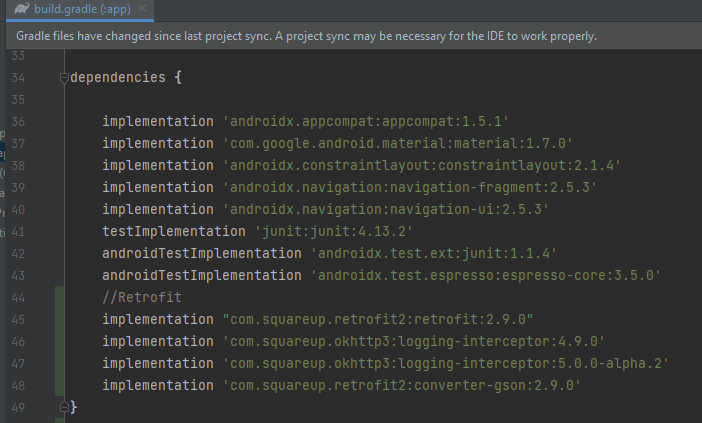 build.gradle (:app)
Gradle files have changed since last project sync. A project sync may be necessary for the IDE to work properly.
33
34 dependencies {
35
36 implementation 'androidx.appcompat:appcompat:1.5.1'
37 implementation 'com.google.android.material:material:1.7.0'
38 implementation 'androidx.constraintlayout:constraintlayout:2.1.4'
39 implementation 'androidx.navigation:navigation-fragment:2.5.3'
40 implementation 'androidx.navigation:navigation-ui:2.5.3'
41 testImplementation 'junit:junit:4.13.2'
42 androidTestImplementation 'androidx.test.ext:junit:1.1.4'
43 androidTestImplementation 'androidx.test.espresso:espresso-core:3.5.0'
44 //Retrofit
45 implementation "com.squareup.retrofit2:retrofit:2.9.0"
46 implementation 'com.squareup.okhttp3:logging-interceptor:4.9.0'
47 implementation 'com.squareup.okhttp3:logging-interceptor:5.0.0-alpha.2'
48 implementation 'com.squareup.retrofit2:converter-gson:2.9.0'
49 }